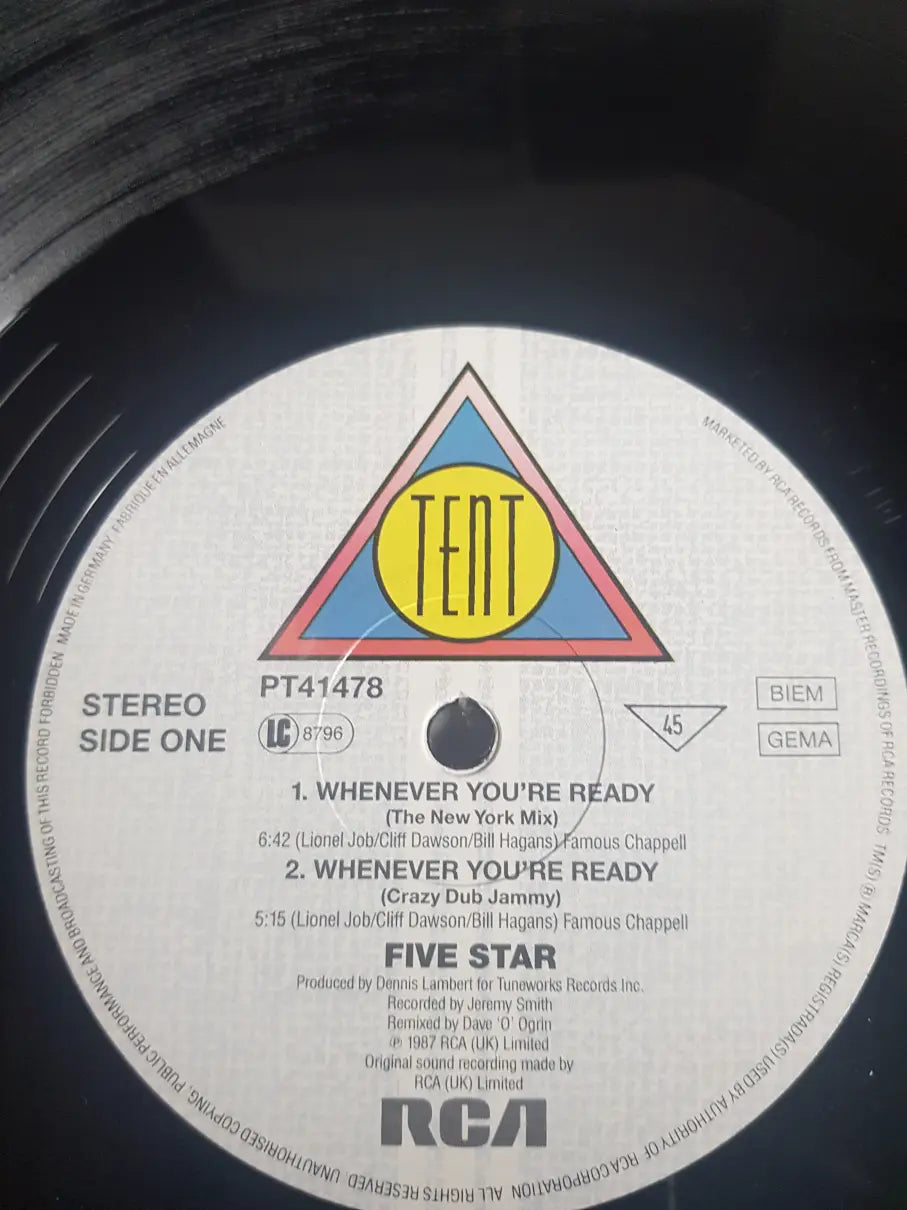 TENT
PT41478
STEREO
SIDE ONE
LC 8796
45
BIEM
GEMA
1. WHENEVER YOU'RE READY
(The New York Mix)
6:42 (Lionel Job/Cliff Dawson/Bill Hagans) Famous Chappell
2. WHENEVER YOU'RE READY
(Crazy Dub Jammy)
5:15 (Lionel Job/Cliff Dawson/Bill Hagans) Famous Chappell
FIVE STAR
Produced by Dennis Lambert for Tuneworks Records Inc.
Recorded by Jeremy Smith
Remixed by Dave 'O' Ogrin
℗ 1987 RCA (UK) Limited
Original sound recording made by
RCA (UK) Limited
RCA
MARKETED BY RCA RECORDS FROM MASTER RECORDINGS OF RCA RECORDS TM(S) ® MARCA(S) REGISTRADA(S) USED BY AUTHORITY OF RCA CORPORATION ALL RIGHTS RESERVED UNAUTHORISED COPYING, PUBLIC PERFORMANCE AND BROADCASTING OF THIS RECORD FORBIDDEN MADE IN GERMANY FABRIQUE EN ALLEMAGNE